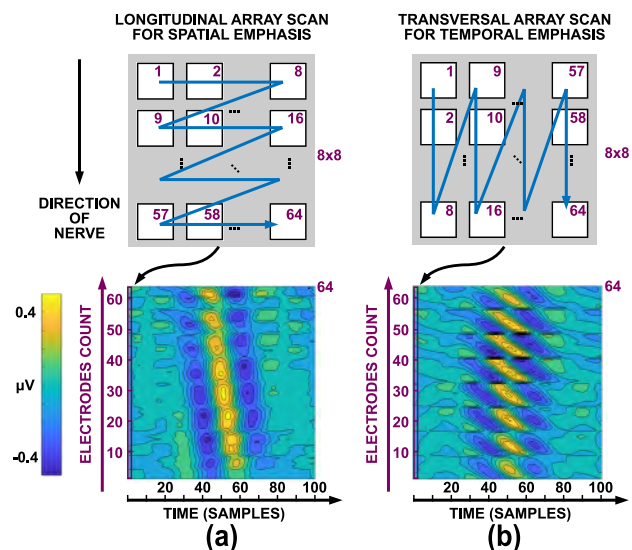 LONGITUDINAL ARRAY SCAN
FOR SPATIAL EMPHASIS
TRANSVERSAL ARRAY SCAN
FOR TEMPORAL EMPHASIS
1 2 8
9 10 ... 16
... ... ...
57 58 ... 64
8x8
DIRECTION
OF
NERVE
1 9 57
2 10 ... 58
... ... ...
8 16 ... 64
8x8
0.4
µV
-0.4
ELECTRODES COUNT
60
50
40
30
20
10
64
20 40 60 80 100
TIME (SAMPLES)
(a)
ELECTRODES COUNT
60
50
40
30
20
10
64
20 40 60 80 100
TIME (SAMPLES)
(b)